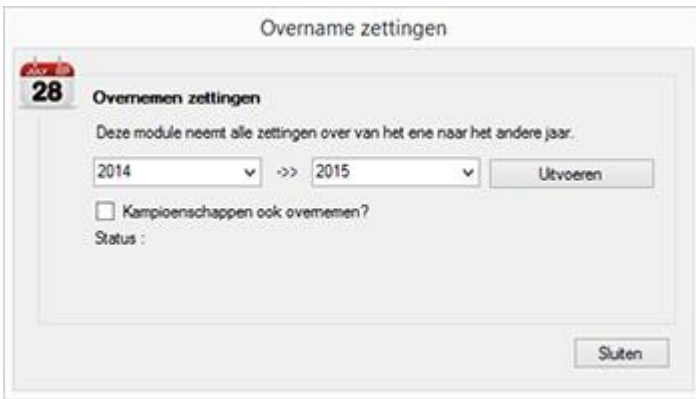 Overname zettingen
JULY
28
Overnemen zettingen
Deze module neemt alle zettingen over van het ene naar het andere jaar.
2014 ->> 2015 Uitvoeren
Kampioenschappen ook overnemen?
Status :
Sluiten